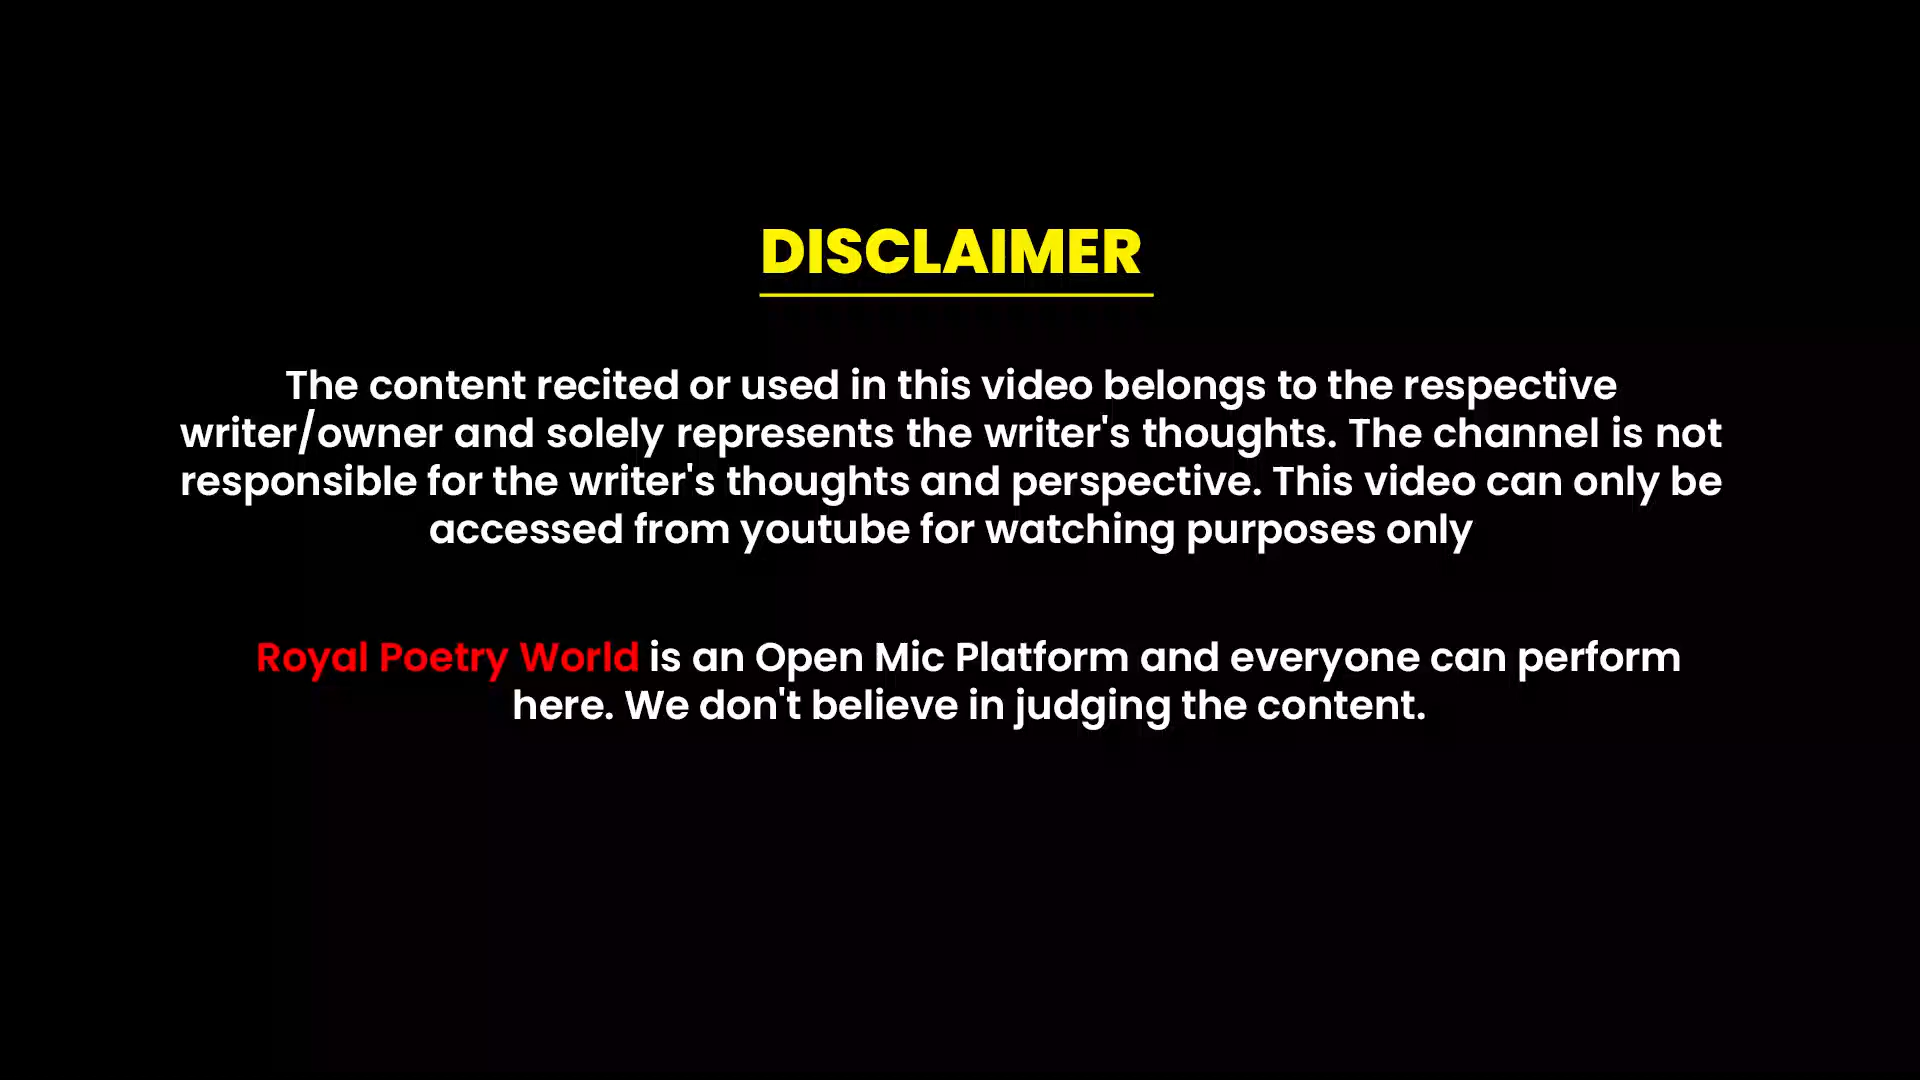 DISCLAIMER
The content recited or used in this video belongs to the respective
writer/owner and solely represents the writer's thoughts. The channel is not
responsible for the writer's thoughts and perspective. This video can only be
accessed from youtube for watching purposes only
Royal Poetry World is an Open Mic Platform and everyone can perform
here. We don't believe in judging the content.